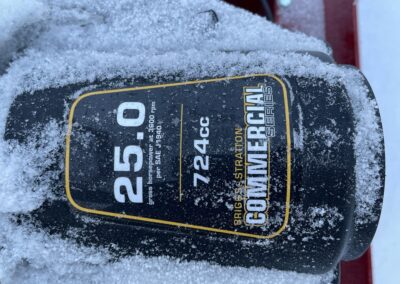 25.0
gross horsepower at 3600 rpm
per SAE J1940
724cc
BRIGGS & STRATTON
COMMERCIAL
SERIES